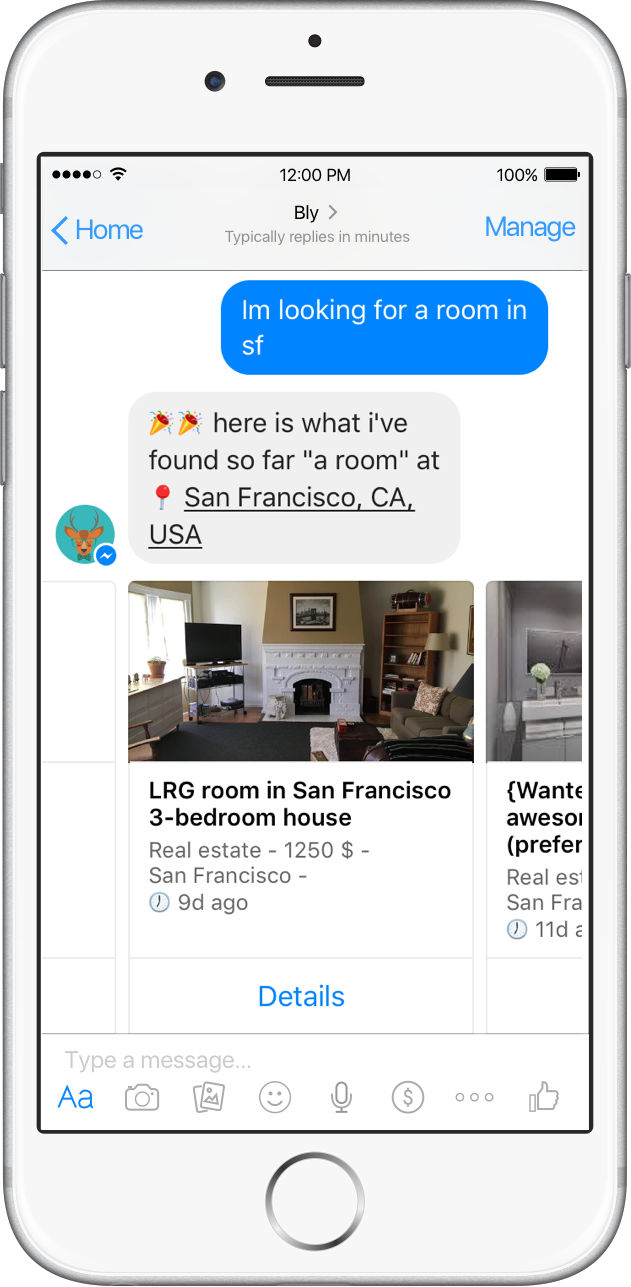 12:00 PM
100%
Home
Bly
Manage
Typically replies in minutes
Im looking for a room in
sf
🎉🎉 here is what i've
found so far "a room" at
📍 San Francisco, CA,
USA
LRG room in San Francisco
3-bedroom house
Real estate - 1250 $ -
San Francisco -
🕖 9d ago
Details
{Wante
aweso
(prefer
Real est
San Fra
🕖 11d a
Type a message...
Aa